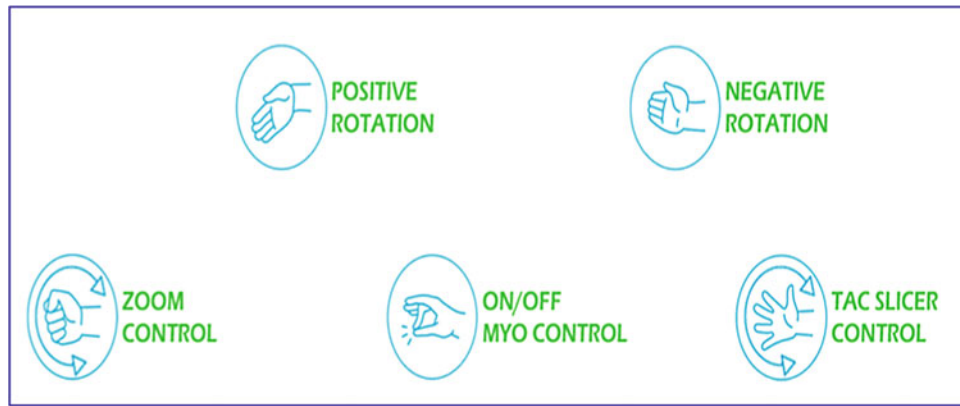 POSITIVE
ROTATION
NEGATIVE
ROTATION
ZOOM
CONTROL
ON/OFF
MYO CONTROL
TAC SLICER
CONTROL